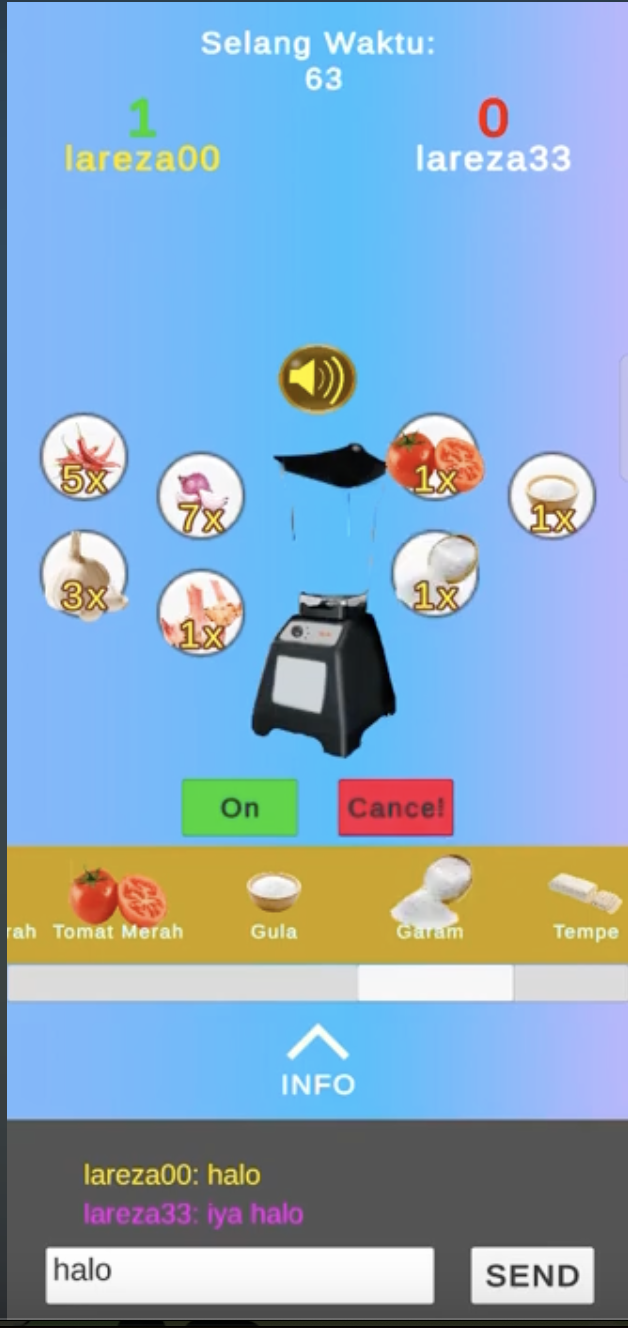 Selang Waktu:
63
1
lareza00
0
lareza33
5x
7x
1x
1x
3x
1x
1x
On
Cancel
rah
Tomat Merah
Gula
Garam
Tempe
INFO
lareza00: halo
lareza33: iya halo
halo
SEND